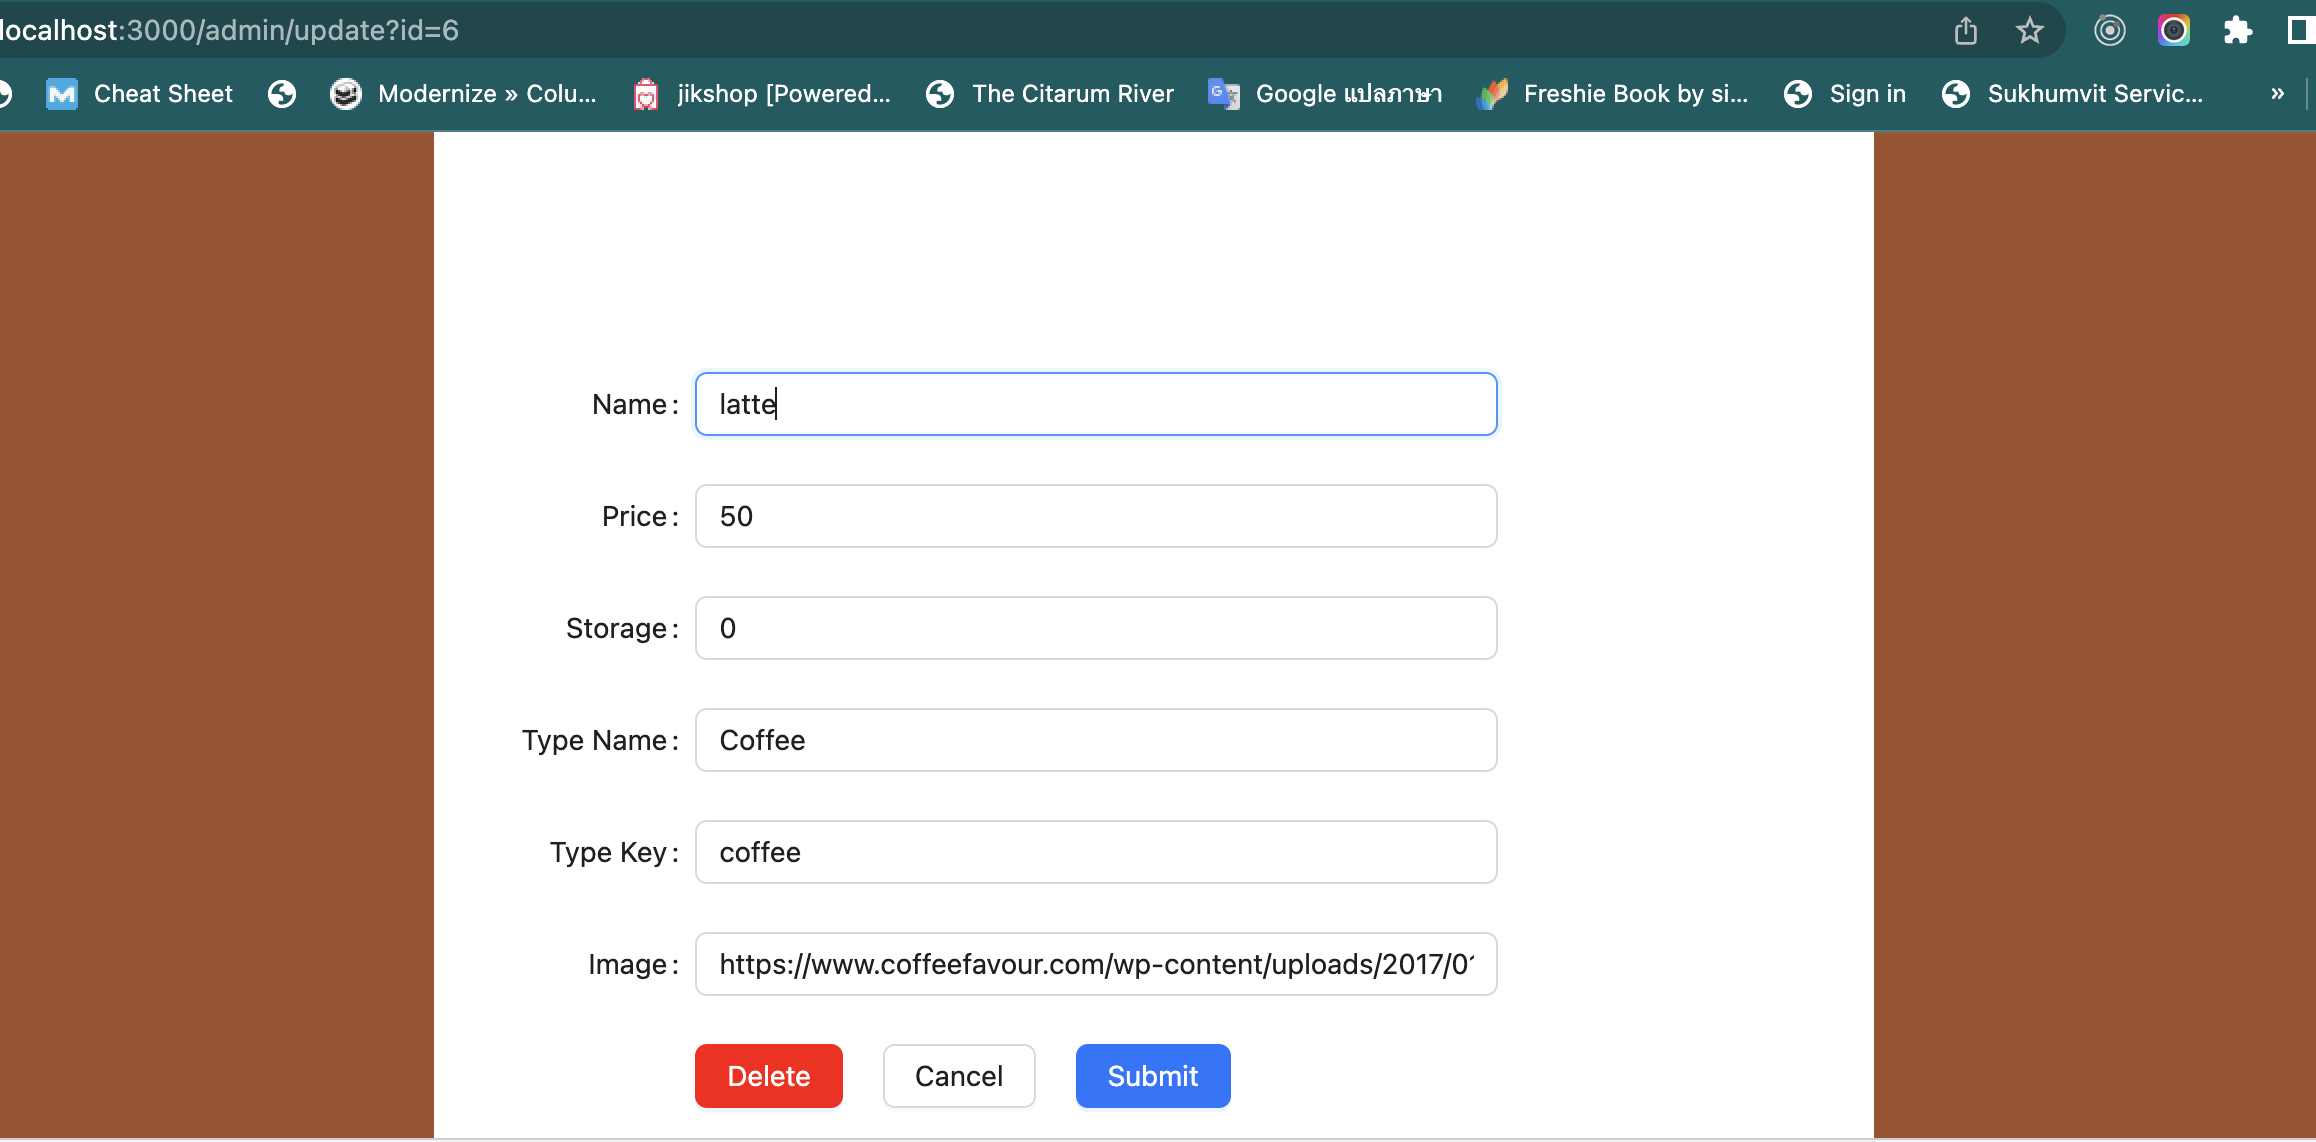 localhost:3000/admin/update?id=6
Cheat Sheet Modernize » Colu... jikshop [Powered... The Citarum River Google แปลภาษา Freshie Book by si... Sign in Sukhumvit Servic... »
Name: latte
Price: 50
Storage: 0
Type Name: Coffee
Type Key: coffee
Image: https://www.coffeefavour.com/wp-content/uploads/2017/0
Delete Cancel Submit